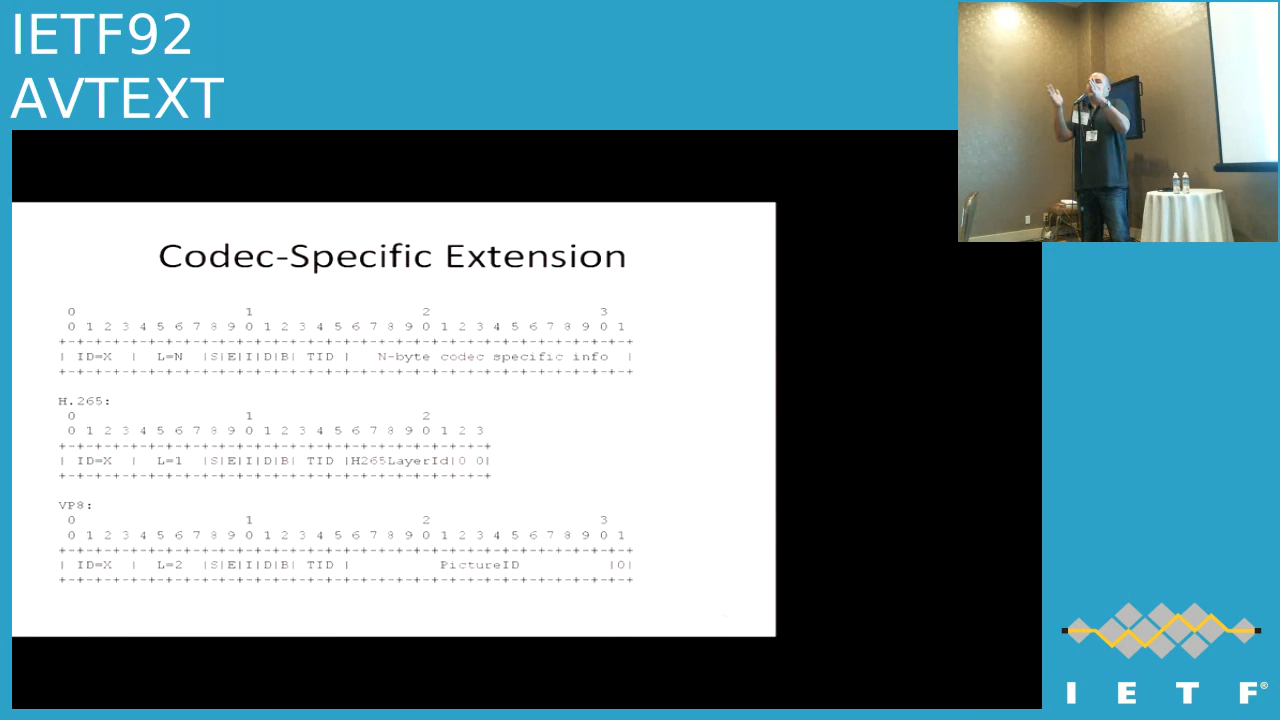 IETF92
AVTEXT
Codec-Specific Extension
0 1 2 3
0 1 2 3 4 5 6 7 8 9 0 1 2 3 4 5 6 7 8 9 0 1 2 3 4 5 6 7 8 9 0 1
+-+-+-+-+-+-+-+-+-+-+-+-+-+-+-+-+-+-+-+-+-+-+-+-+-+-+-+-+-+-+-+-+
| ID=X | L=N |S|E|I|D|B| TID | N-byte codec specific info |
+-+-+-+-+-+-+-+-+-+-+-+-+-+-+-+-+-+-+-+-+-+-+-+-+-+-+-+-+-+-+-+-+
H.265:
0 1 2
0 1 2 3 4 5 6 7 8 9 0 1 2 3 4 5 6 7 8 9 0 1 2 3
+-+-+-+-+-+-+-+-+-+-+-+-+-+-+-+-+-+-+-+-+-+-+-+-+
| ID=X | L=1 |S|E|I|D|B| TID |H265LayerId|0 0|
+-+-+-+-+-+-+-+-+-+-+-+-+-+-+-+-+-+-+-+-+-+-+-+-+
VP8:
0 1 2 3
0 1 2 3 4 5 6 7 8 9 0 1 2 3 4 5 6 7 8 9 0 1 2 3 4 5 6 7 8 9 0 1
+-+-+-+-+-+-+-+-+-+-+-+-+-+-+-+-+-+-+-+-+-+-+-+-+-+-+-+-+-+-+-+-+
| ID=X | L=2 |S|E|I|D|B| TID | PictureID |0|
+-+-+-+-+-+-+-+-+-+-+-+-+-+-+-+-+-+-+-+-+-+-+-+-+-+-+-+-+-+-+-+-+
I E T F®